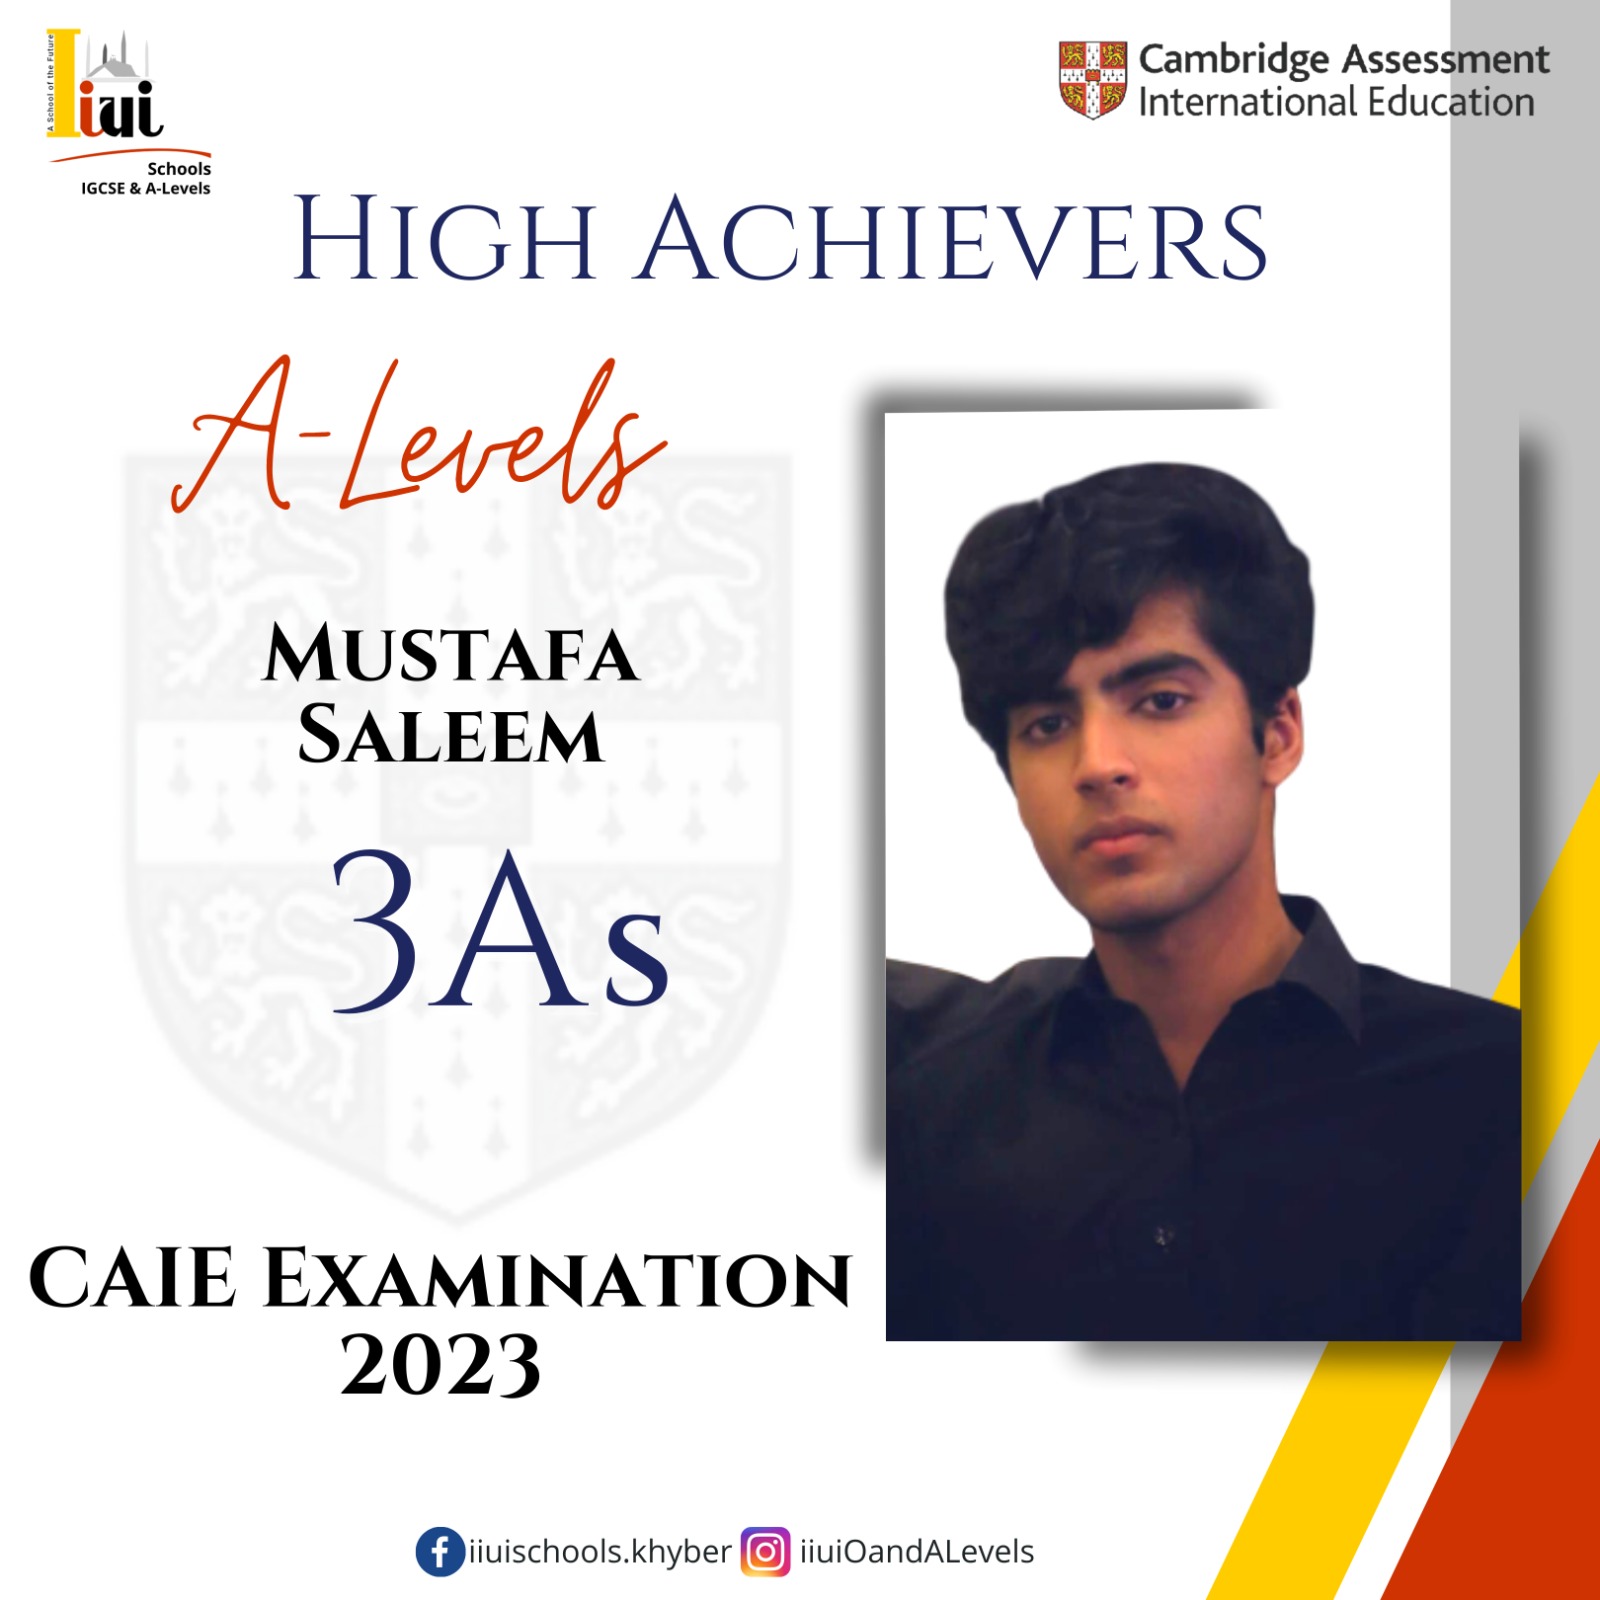 A School of the Future
iiui
Schools
IGCSE & A-Levels
Cambridge Assessment
International Education
HIGH ACHIEVERS
A-Levels
MUSTAFA
SALEEM
3As
CAIE EXAMINATION
2023
iiuischools.khyber
iiuiOandALevels